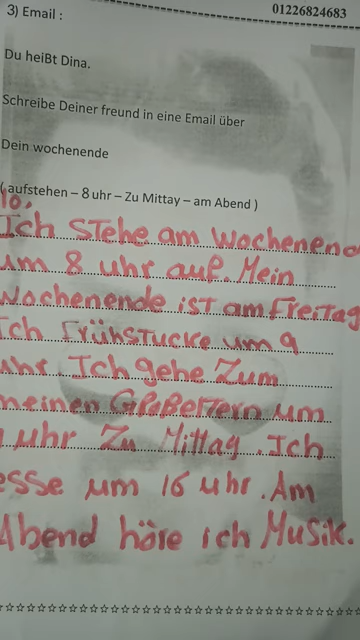 3) Email :
01226824683
Du heißt Dina.
Schreibe Deiner freund in eine Email über
Dein wochenende
( aufstehen – 8 uhr – Zu Mittay – am Abend )
lo,
Ich stehe am Wochenend
um 8 uhr auf. Mein
Wochenende ist am Freitag
Ich Frühstücke um 9
uhr. Ich gehe Zum
meinen Großeltern um
uhr Zu Mittag. Ich
esse um 16 uhr. Am
Abend höre ich Musik.